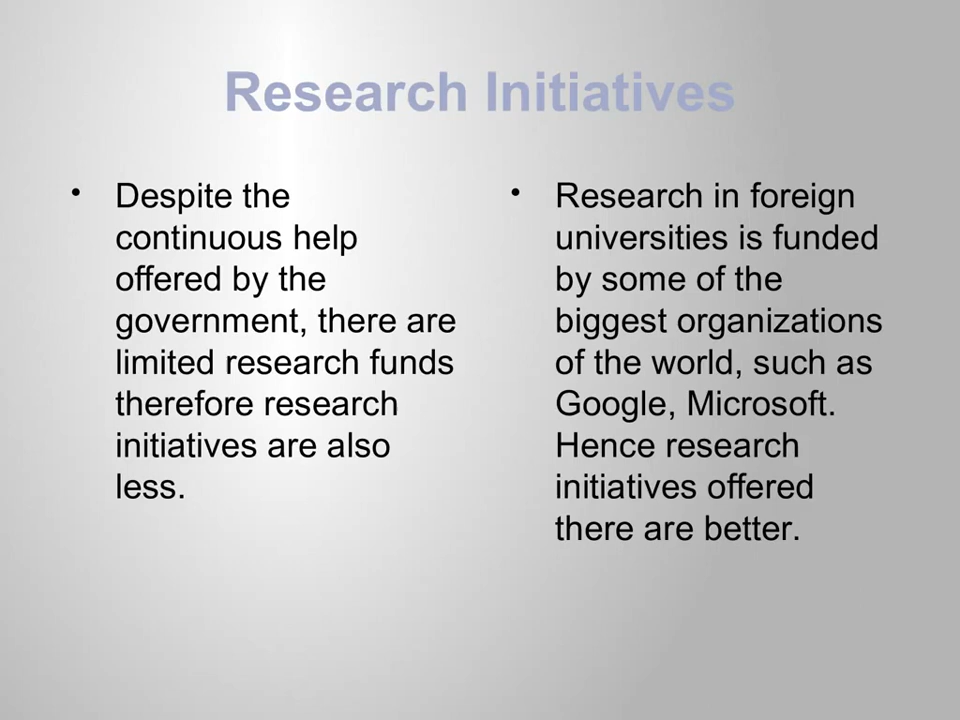 Research Initiatives
• Despite the
continuous help
offered by the
government, there are
limited research funds
therefore research
initiatives are also
less.
• Research in foreign
universities is funded
by some of the
biggest organizations
of the world, such as
Google, Microsoft.
Hence research
initiatives offered
there are better.